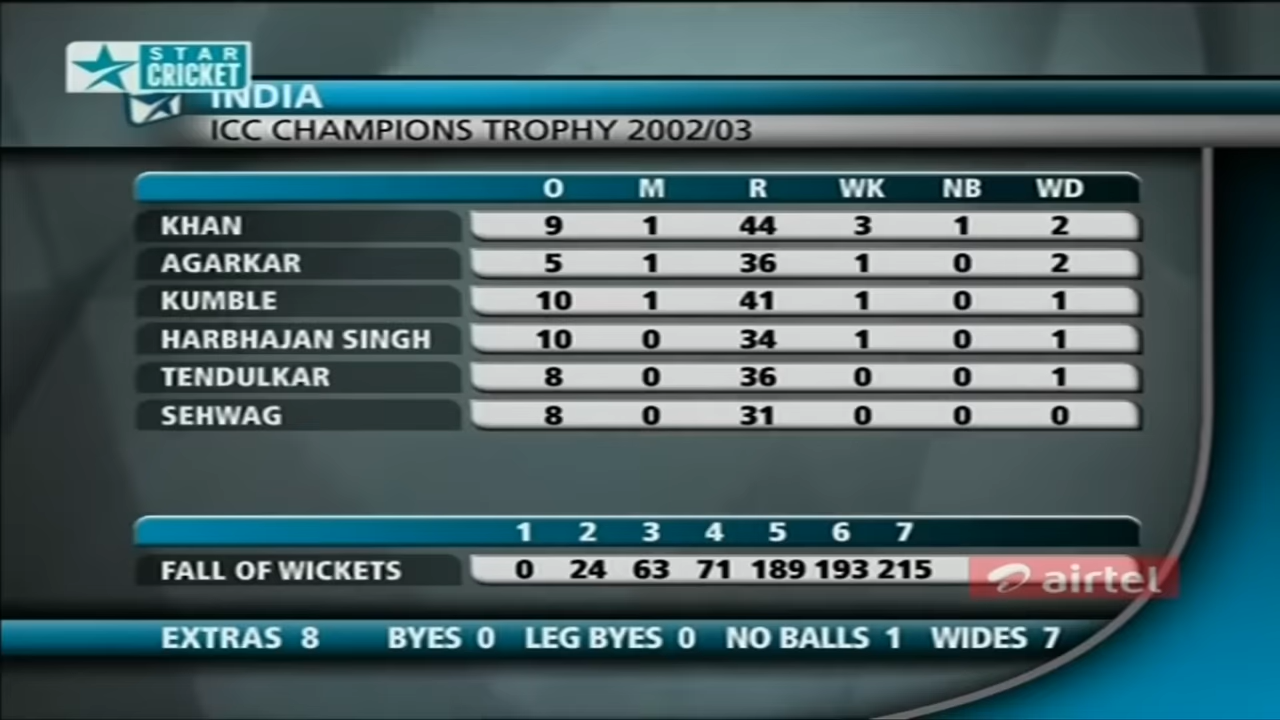 STAR
CRICKET
INDIA
ICC CHAMPIONS TROPHY 2002/03
O M R WK NB WD
KHAN 9 1 44 3 1 2
AGARKAR 5 1 36 1 0 2
KUMBLE 10 1 41 1 0 1
HARBHAJAN SINGH 10 0 34 1 0 1
TENDULKAR 8 0 36 0 0 1
SEHWAG 8 0 31 0 0 0
1 2 3 4 5 6 7
FALL OF WICKETS 0 24 63 71 189 193 215
airtel
EXTRAS 8 BYES 0 LEG BYES 0 NO BALLS 1 WIDES 7